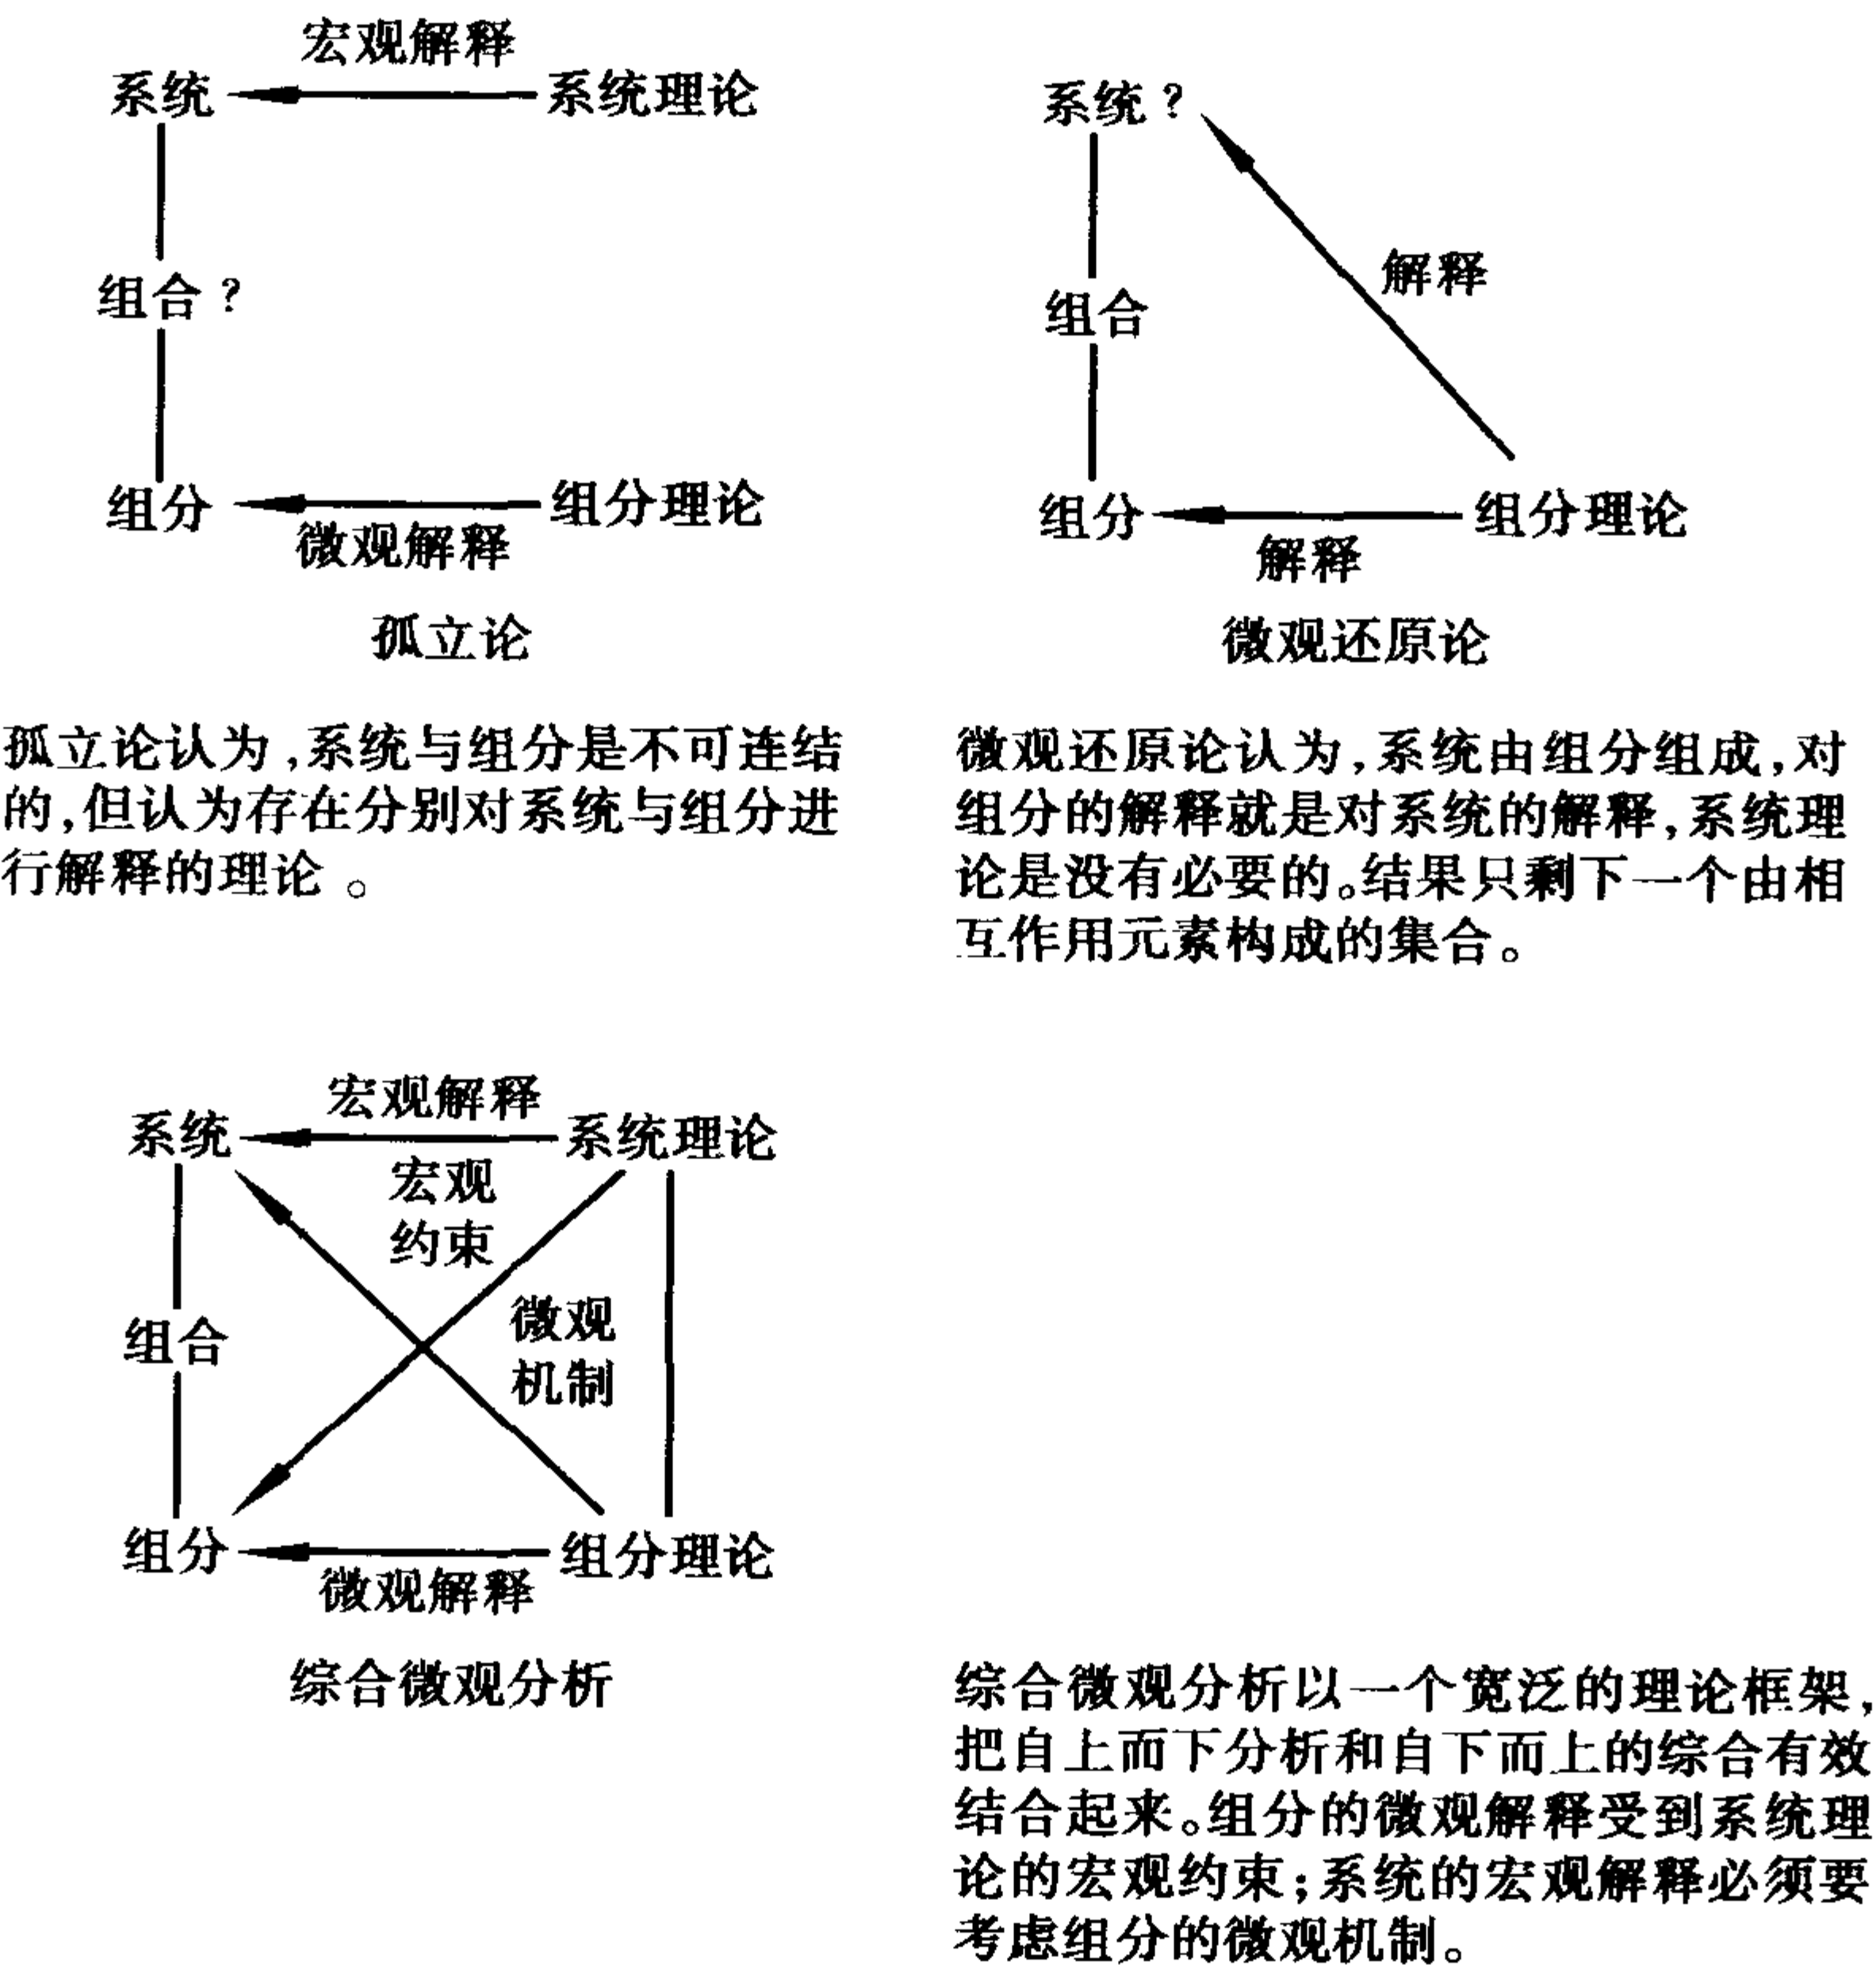 宏观解释
系统 系统理论
组合?
组分 组分理论
微观解释
孤立论
孤立论认为,系统与组分是不可连结
的,但认为存在分别对系统与组分进
行解释的理论。
系统?
解释
组合
组分 组分理论
解释
微观还原论
微观还原论认为,系统由组分组成,对
组分的解释就是对系统的解释,系统理
论是没有必要的。结果只剩下一个由相
互作用元素构成的集合。
宏观解释
系统 系统理论
宏观
约束
微观
机制
组合
组分 组分理论
微观解释
综合微观分析
综合微观分析以一个宽泛的理论框架,
把自上而下分析和自下而上的综合有效
结合起来。组分的微观解释受到系统理
论的宏观约束;系统的宏观解释必须要
考虑组分的微观机制。